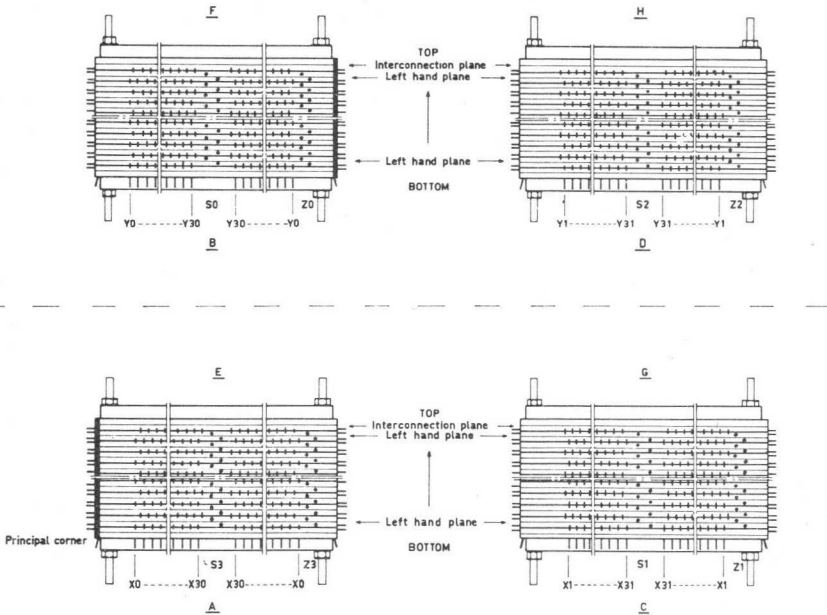 F H
TOP
Interconnection plane
Left hand plane
Left hand plane
BOTTOM
S0 Z0 S2 Z2
Y0 Y30 Y30 Y0 Y1 Y31 Y31 Y1
B D
E G
TOP
Interconnection plane
Left hand plane
Left hand plane
Principal corner
BOTTOM
S3 Z3 S1 Z1
X0 X30 X30 X0 X1 X31 X31 X1
A C